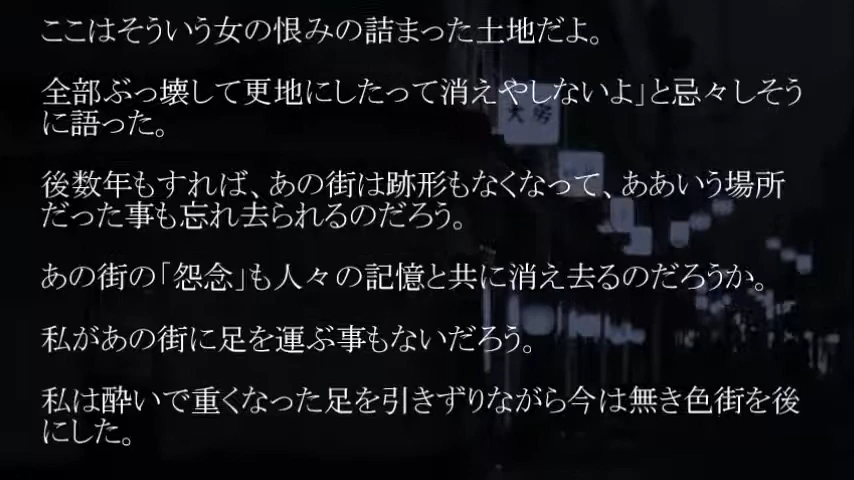 ここはそういう女の恨みの詰まった土地だよ。
全部ぶっ壊して更地にしたって消えやしないよ」と忌々しそう
に語った。
後数年もすれば、あの街は跡形もなくなって、ああいう場所
だった事も忘れ去られるのだろう。
あの街の「怨念」も人々の記憶と共に消え去るのだろうか。
私があの街に足を運ぶ事もないだろう。
私は酔いで重くなった足を引きずりながら今は無き色街を後
にした。